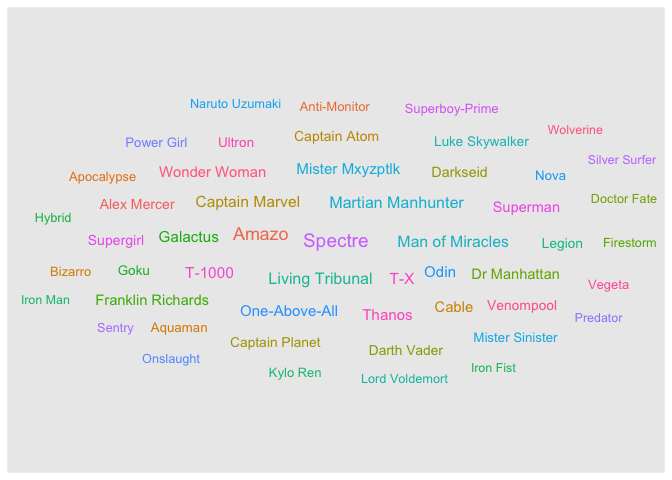 Naruto Uzumaki
Anti-Monitor
Superboy-Prime
Power Girl
Ultron
Captain Atom
Luke Skywalker
Wolverine
Silver Surfer
Apocalypse
Wonder Woman
Mister Mxyzptlk
Darkseid
Nova
Doctor Fate
Hybrid
Alex Mercer
Captain Marvel
Martian Manhunter
Superman
Supergirl
Galactus
Amazo
Spectre
Man of Miracles
Legion
Firestorm
Bizarro
Goku
T-1000
Living Tribunal
T-X
Odin
Dr Manhattan
Vegeta
Iron Man
Franklin Richards
One-Above-All
Thanos
Cable
Venompool
Predator
Sentry
Aquaman
Captain Planet
Darth Vader
Mister Sinister
Onslaught
Kylo Ren
Lord Voldemort
Iron Fist